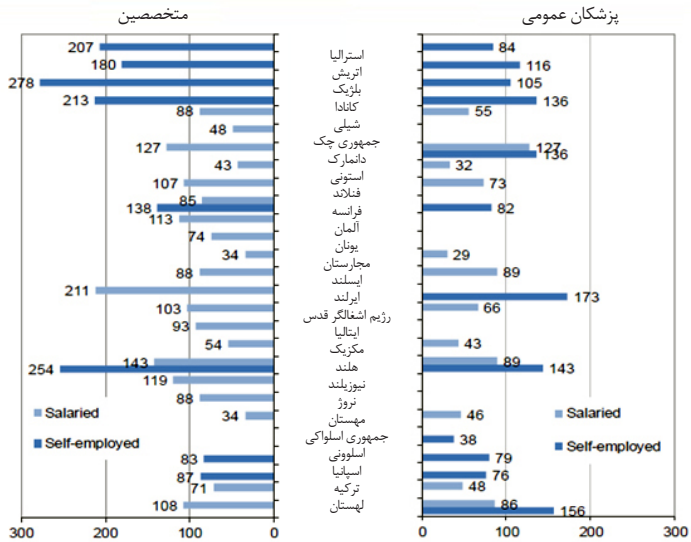 پزشکان عمومی
84
116
105
136
55
127
136
32
73
82
29
89
173
66
43
89
143
46
38
79
76
48
86
156
Salaried
Self-employed
0 100 200 300
استرالیا
اتریش
بلژیک
کانادا
شیلی
جمهوری چک
دانمارک
استونی
فنلاند
فرانسه
آلمان
یونان
مجارستان
ایسلند
ایرلند
رژیم اشغالگر قدس
ایتالیا
مکزیک
هلند
نیوزیلند
نروژ
مهستان
جمهوری اسلواکی
اسلوونی
اسپانیا
ترکیه
لهستان
متخصصین
207
180
278
213
88
48
127
43
107
85
138
113
74
34
88
211
103
93
54
143
254
119
88
34
83
87
71
108
Salaried
Self-employed
300 200 100 0